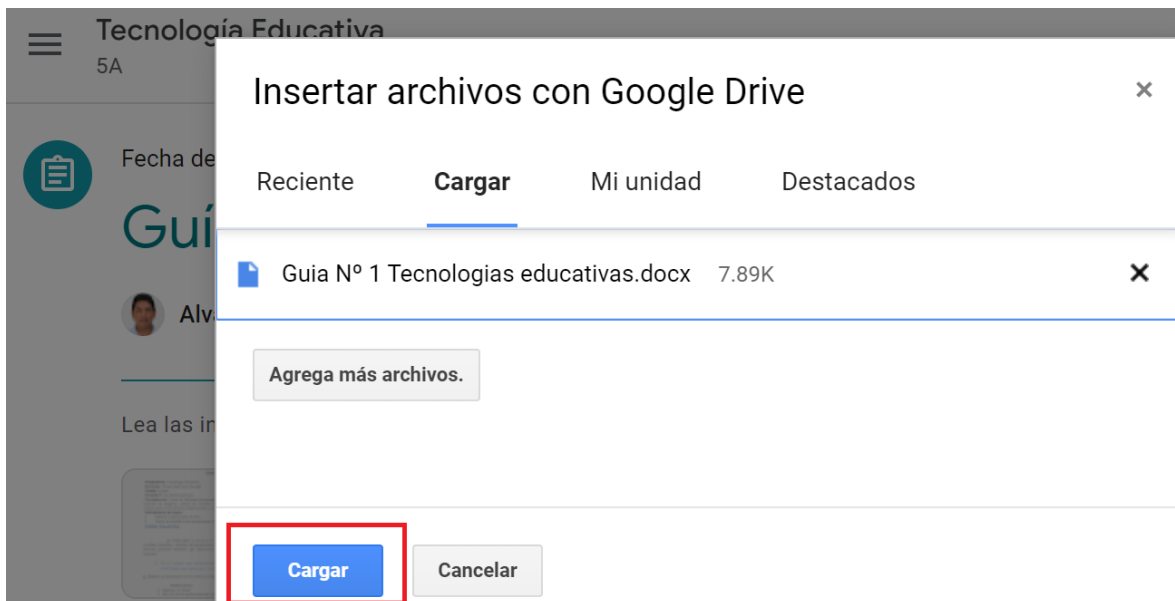 Tecnología Educativa
5A
Insertar archivos con Google Drive
Fecha de
Reciente Cargar Mi unidad Destacados
Guí
Guia Nº 1 Tecnologias educativas.docx 7.89K
Alv
Agrega más archivos.
Lea las in
Cargar Cancelar